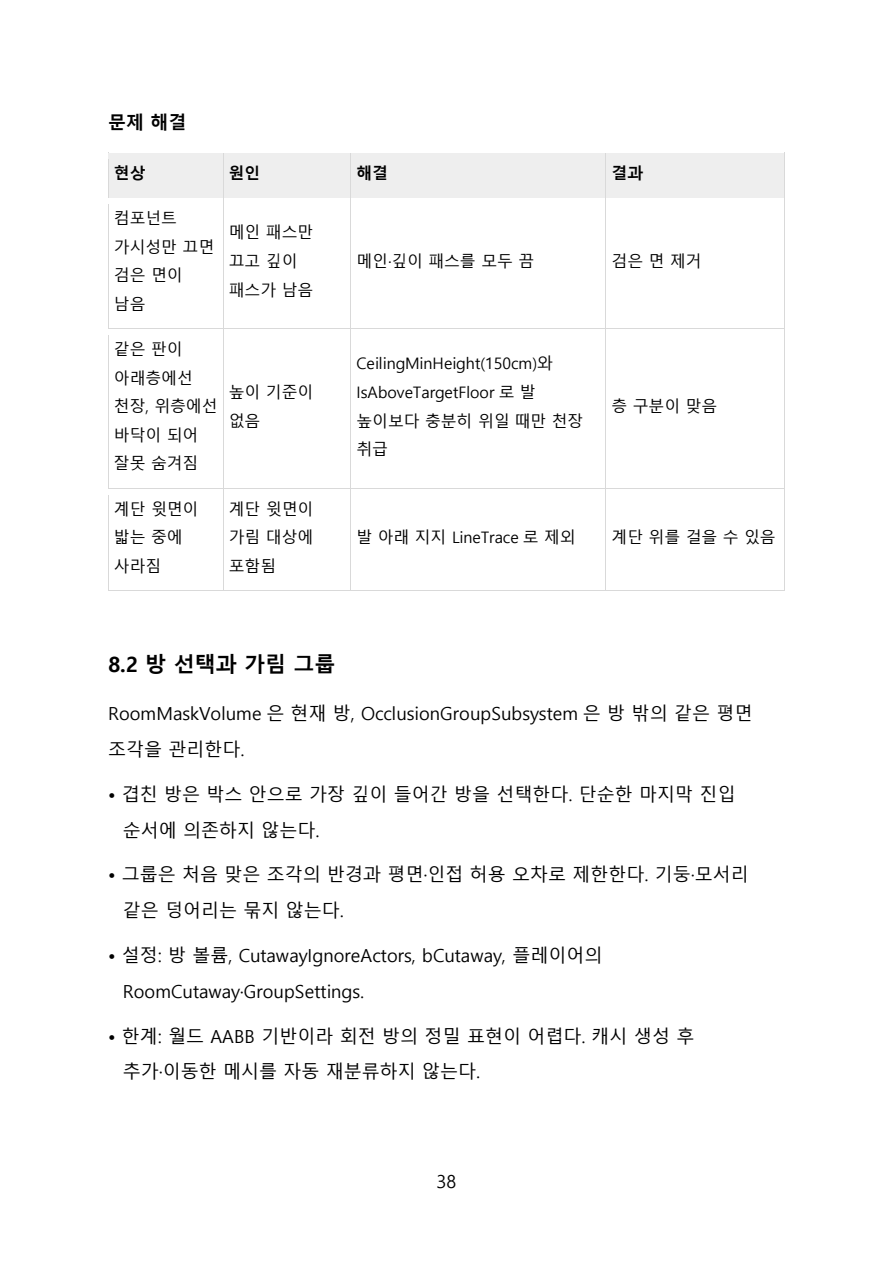 문제 해결
현상 원인 해결 결과
컴포넌트
가시성만 끄면
검은 면이
남음
메인 패스만
끄고 깊이
패스가 남음
메인·깊이 패스를 모두 끔
검은 면 제거
같은 판이
아래층에선
천장, 위층에선
바닥이 되어
잘못 숨겨짐
높이 기준이
없음
CeilingMinHeight(150cm)와
IsAboveTargetFloor 로 발
높이보다 충분히 위일 때만 천장
취급
층 구분이 맞음
계단 윗면이
밟는 중에
사라짐
계단 윗면이
가림 대상에
포함됨
발 아래 지지 LineTrace 로 제외
계단 위를 걸을 수 있음
8.2 방 선택과 가림 그룹
RoomMaskVolume 은 현재 방, OcclusionGroupSubsystem 은 방 밖의 같은 평면
조각을 관리한다.
• 겹친 방은 박스 안으로 가장 깊이 들어간 방을 선택한다. 단순한 마지막 진입
순서에 의존하지 않는다.
• 그룹은 처음 맞은 조각의 반경과 평면·인접 허용 오차로 제한한다. 기둥·모서리
같은 덩어리는 묶지 않는다.
• 설정: 방 볼륨, CutawayIgnoreActors, bCutaway, 플레이어의
RoomCutaway·GroupSettings.
• 한계: 월드 AABB 기반이라 회전 방의 정밀 표현이 어렵다. 캐시 생성 후
추가·이동한 메시를 자동 재분류하지 않는다.
38